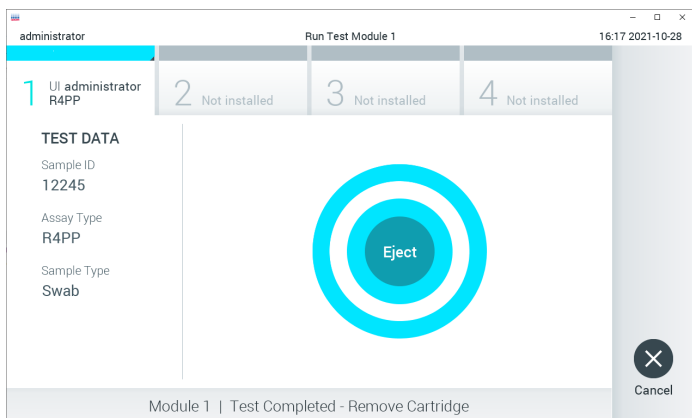 administrator
Run Test Module 1
16:17 2021-10-28
1 UI administrator
R4PP
2 Not installed
3 Not installed
4 Not installed
TEST DATA
Sample ID
12245
Assay Type
R4PP
Sample Type
Swab
Eject
Cancel
Module 1 | Test Completed - Remove Cartridge